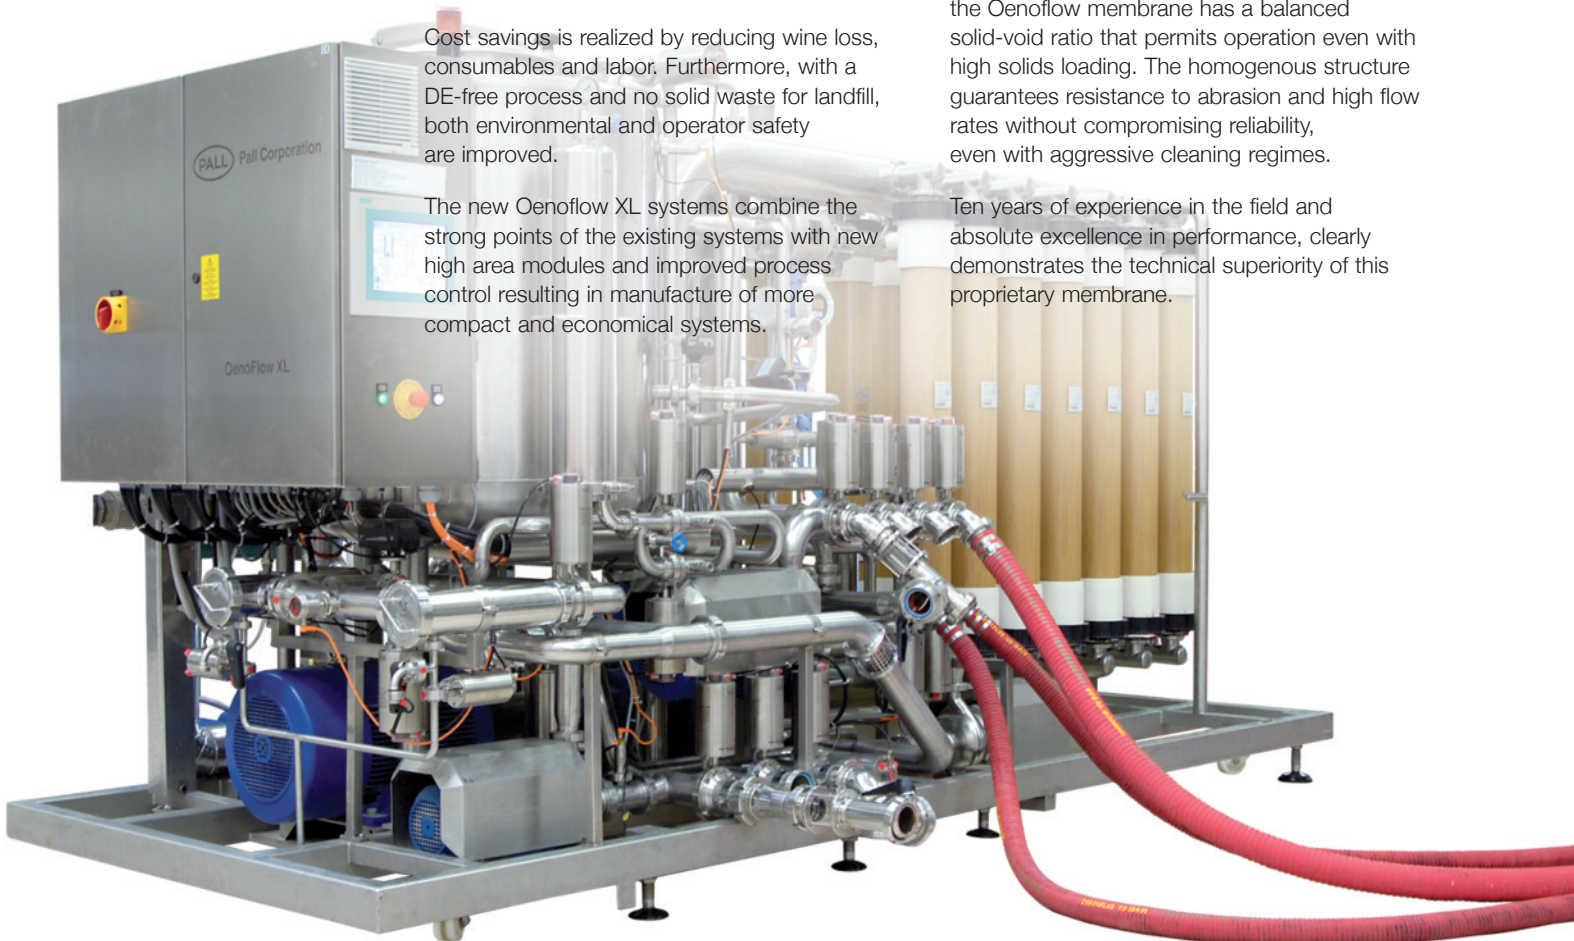 Cost savings is realized by reducing wine loss,
consumables and labor. Furthermore, with a
DE-free process and no solid waste for landfill,
both environmental and operator safety
are improved.
The new Oenoflow XL systems combine the
strong points of the existing systems with new
high area modules and improved process
control resulting in manufacture of more
compact and economical systems.
the Oenoflow membrane has a balanced
solid-void ratio that permits operation even with
high solids loading. The homogenous structure
guarantees resistance to abrasion and high flow
rates without compromising reliability,
even with aggressive cleaning regimes.
Ten years of experience in the field and
absolute excellence in performance, clearly
demonstrates the technical superiority of this
proprietary membrane.
PALL Pall Corporation
OenoFlow XL